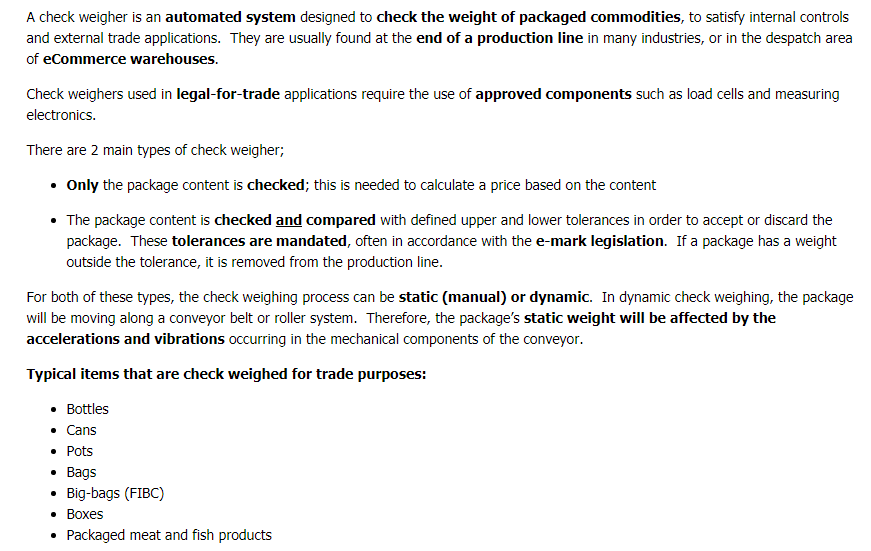 A check weigher is an automated system designed to check the weight of packaged commodities, to satisfy internal controls
and external trade applications.  They are usually found at the end of a production line in many industries, or in the despatch area
of eCommerce warehouses.
Check weighers used in legal-for-trade applications require the use of approved components such as load cells and measuring
electronics.
There are 2 main types of check weigher;
• Only the package content is checked; this is needed to calculate a price based on the content
• The package content is checked and compared with defined upper and lower tolerances in order to accept or discard the
package.  These tolerances are mandated, often in accordance with the e-mark legislation.  If a package has a weight
outside the tolerance, it is removed from the production line.
For both of these types, the check weighing process can be static (manual) or dynamic.  In dynamic check weighing, the package
will be moving along a conveyor belt or roller system.  Therefore, the package’s static weight will be affected by the
accelerations and vibrations occurring in the mechanical components of the conveyor.
Typical items that are check weighed for trade purposes:
• Bottles
• Cans
• Pots
• Bags
• Big-bags (FIBC)
• Boxes
• Packaged meat and fish products